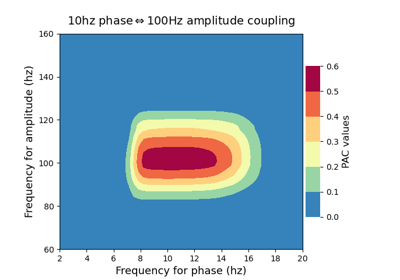 10hz phase⇔100Hz amplitude coupling
Frequency for amplitude (hz)
160
140
120
100
80
60
2 4 6 8 10 12 14 16 18 20
Frequency for phase (hz)
0.6
0.5
0.4
0.3
0.2
0.1
0.0
PAC values